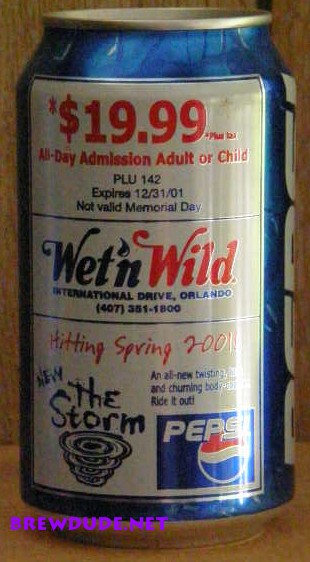 *$19.99 *Plus tax
All-Day Admission Adult or Child
PLU 142
Expires 12/31/01
Not valid Memorial Day
Wet'n Wild
INTERNATIONAL DRIVE, ORLANDO
(407) 351-1800
Hitting Spring 2001!
NEW
The
Storm
An all-new twisting,
and churning
Ride it out!
PEPSI
BREWDUDE.NET